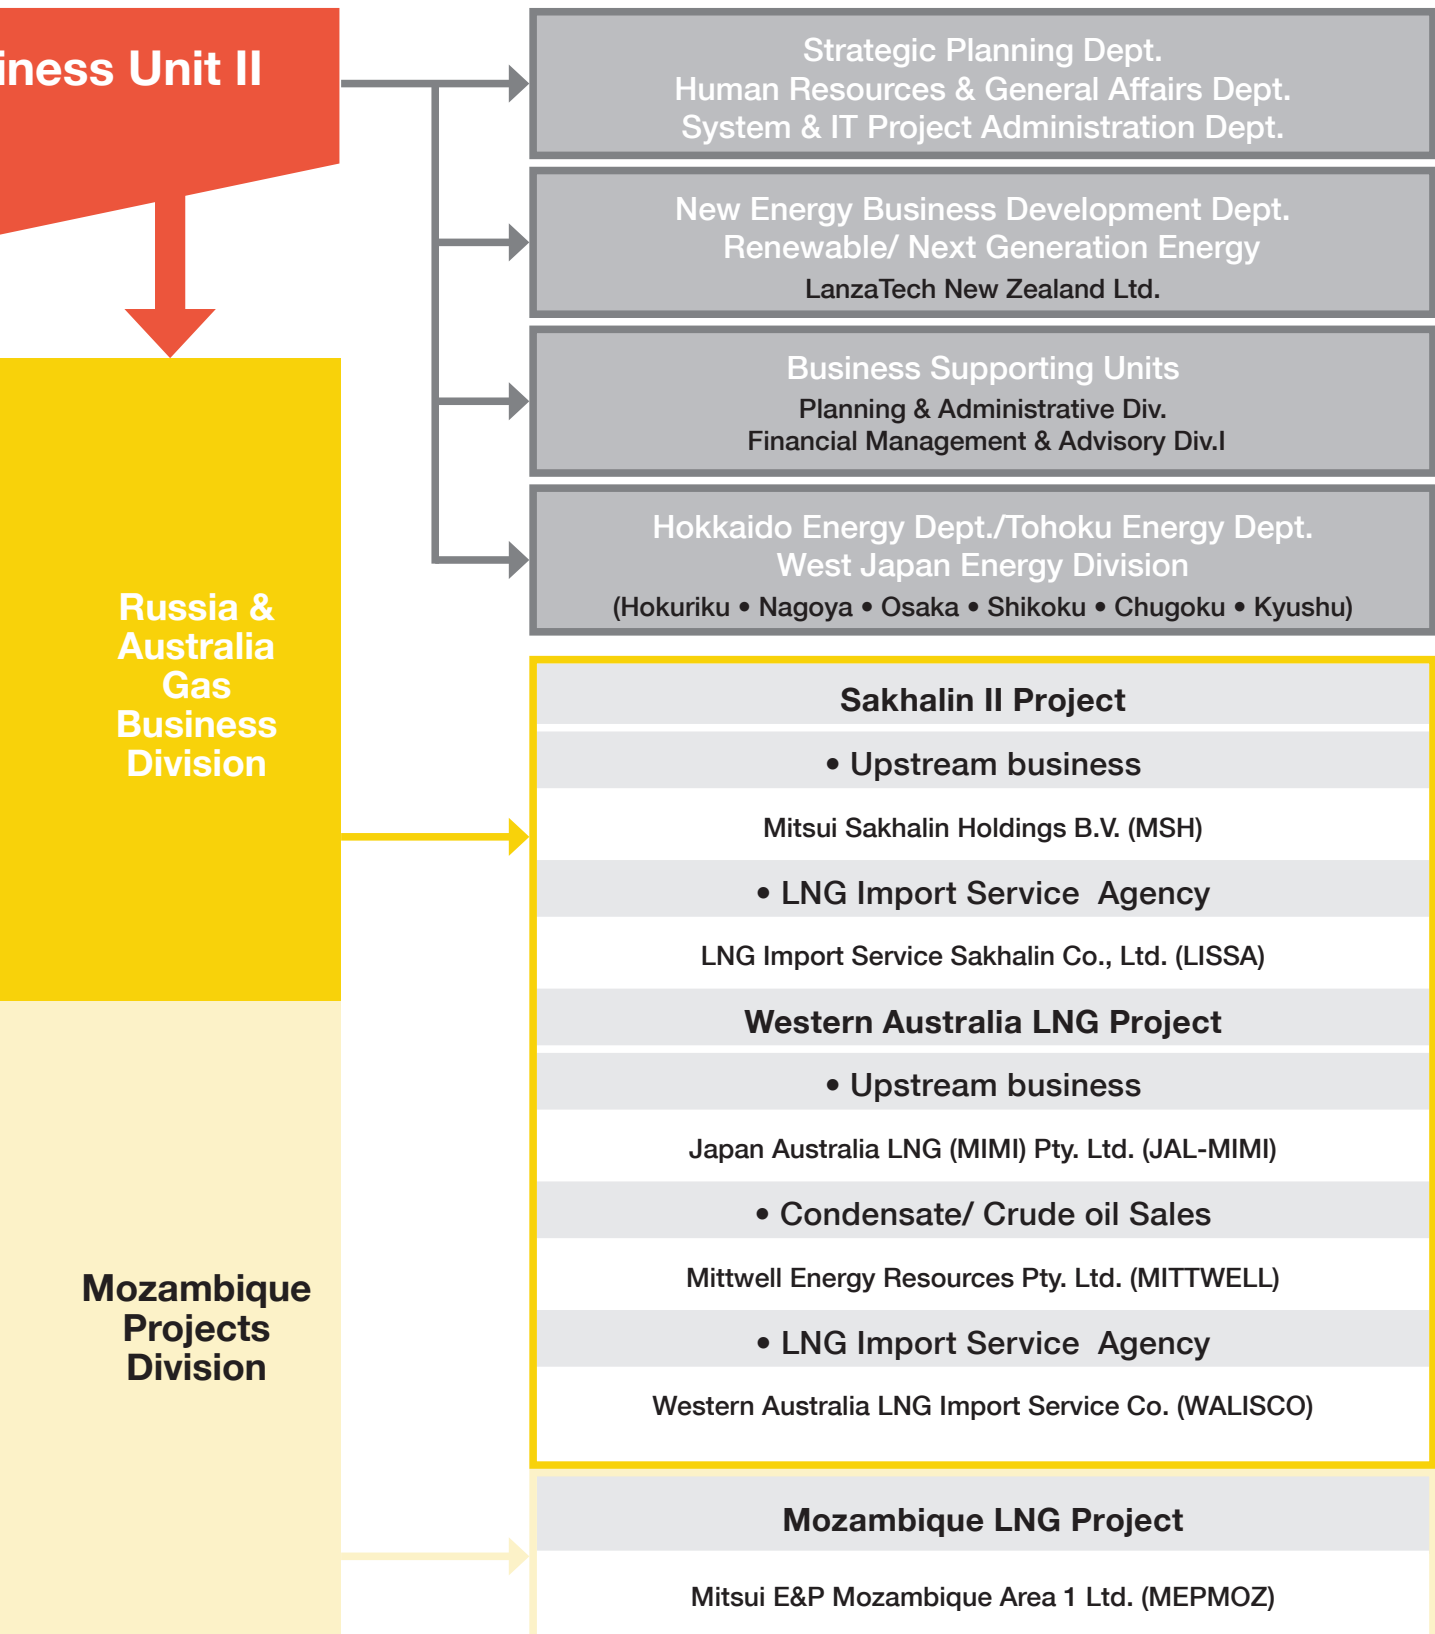 iness Unit II
Strategic Planning Dept.
Human Resources & General Affairs Dept.
System & IT Project Administration Dept.
New Energy Business Development Dept.
Renewable/ Next Generation Energy
LanzaTech New Zealand Ltd.
Business Supporting Units
Planning & Administrative Div.
Financial Management & Advisory Div.I
Hokkaido Energy Dept./Tohoku Energy Dept.
West Japan Energy Division
(Hokuriku • Nagoya • Osaka • Shikoku • Chugoku • Kyushu)
Russia &
Australia
Gas
Business
Division
Sakhalin II Project
• Upstream business
Mitsui Sakhalin Holdings B.V. (MSH)
• LNG Import Service  Agency
LNG Import Service Sakhalin Co., Ltd. (LISSA)
Western Australia LNG Project
• Upstream business
Japan Australia LNG (MIMI) Pty. Ltd. (JAL-MIMI)
• Condensate/ Crude oil Sales
Mittwell Energy Resources Pty. Ltd. (MITTWELL)
• LNG Import Service  Agency
Western Australia LNG Import Service Co. (WALISCO)
Mozambique
Projects
Division
Mozambique LNG Project
Mitsui E&P Mozambique Area 1 Ltd. (MEPMOZ)